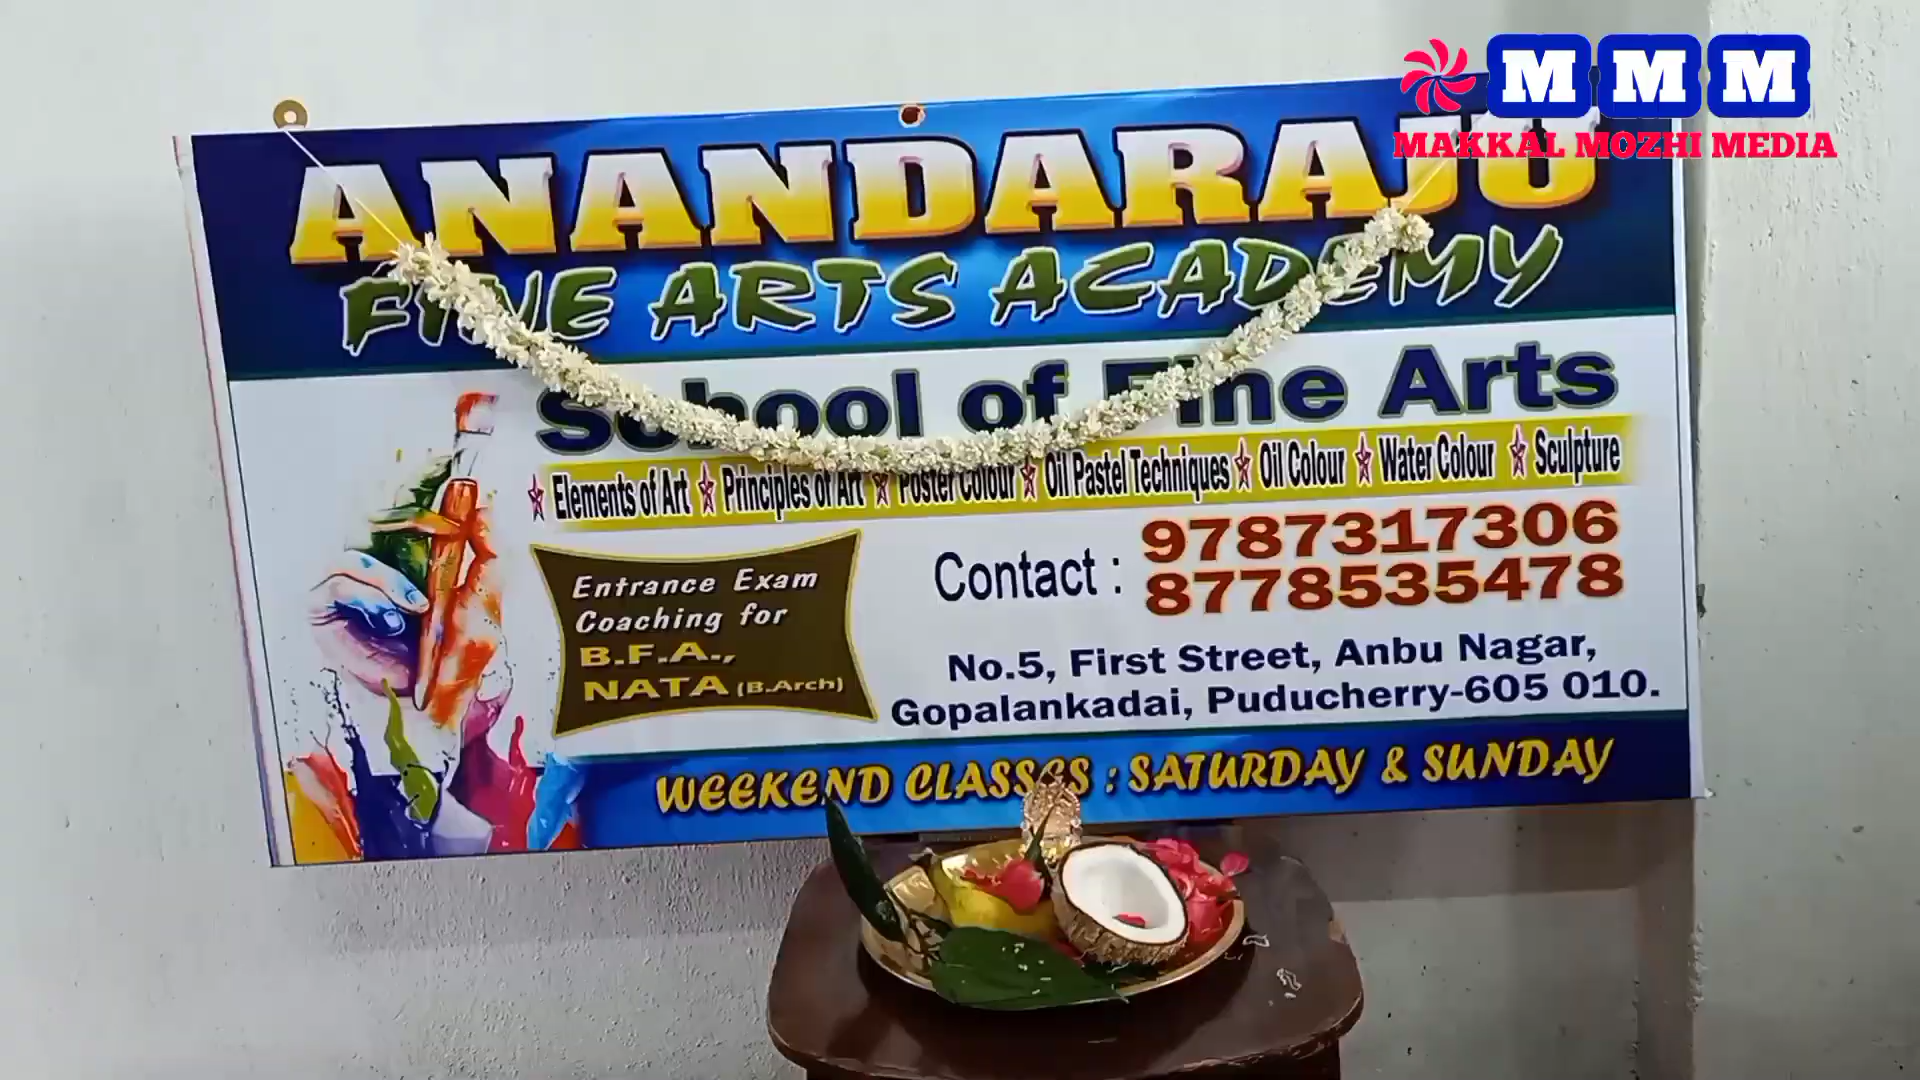 M M M
MAKKAL MOZHI MEDIA
ANANDARAJU
FINE ARTS ACADEMY
School of Fine Arts
Elements of Art Principles of Art Poster Colour Oil Pastel Techniques Oil Colour Water Colour Sculpture
Entrance Exam
Coaching for
B.F.A.,
NATA (B.Arch)
Contact : 9787317306
8778535478
No.5, First Street, Anbu Nagar,
Gopalankadai, Puducherry-605 010.
WEEKEND CLASSES : SATURDAY & SUNDAY